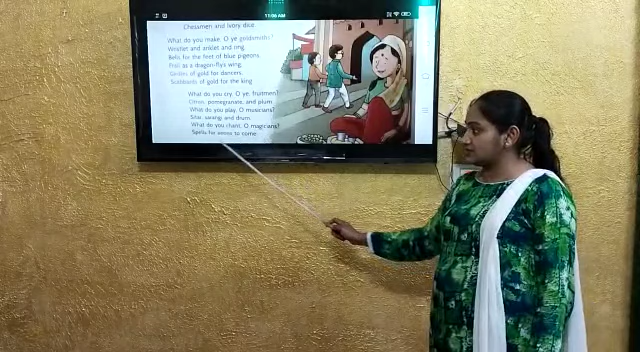 11:06 AM
Chessmen and Ivory dice.
What do you make, O ye goldsmiths?
Wristlet and anklet and ring,
Bells for the feet of blue pigeons,
Frail as a dragon-fly's wing,
Girdles of gold for dancers,
Scabbards of gold for the king
What do you cry, O ye fruitmen?
Citron, pomegranate, and plum.
What do you play, O musicians?
Sitar, sarangi and drum.
What do you chant, O magicians?
Spells for aeons to come.